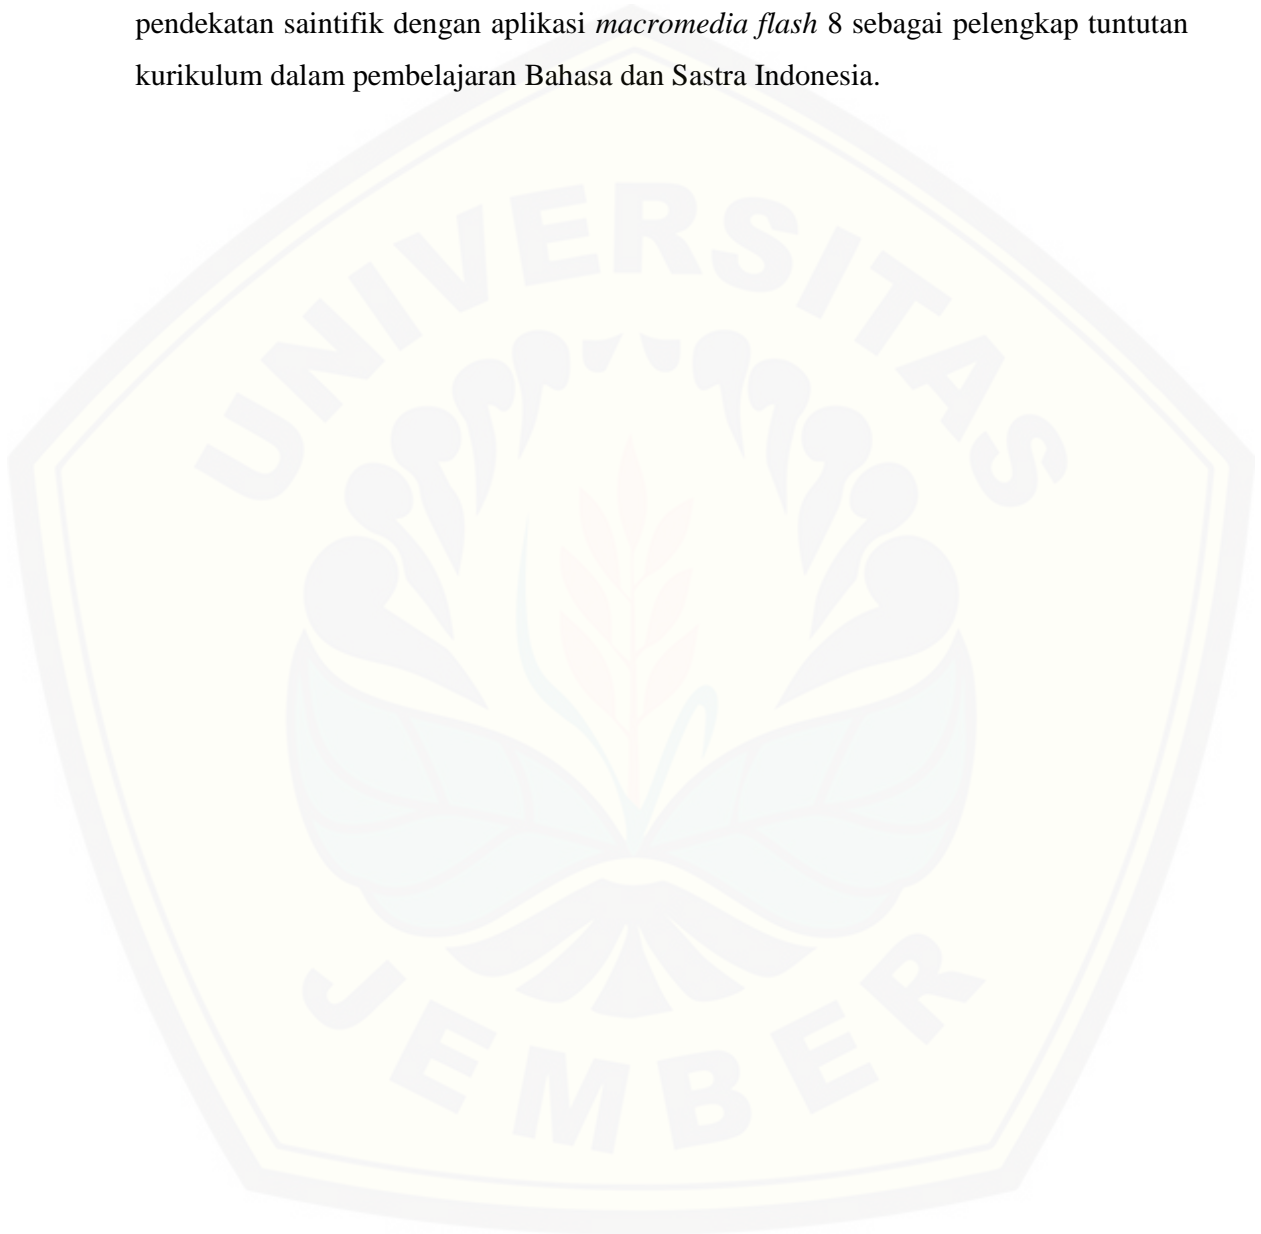 pendekatan saintifik dengan aplikasi macromedia flash 8 sebagai pelengkap tuntutan
kurikulum dalam pembelajaran Bahasa dan Sastra Indonesia.
UNIVERSITAS
JEMBER